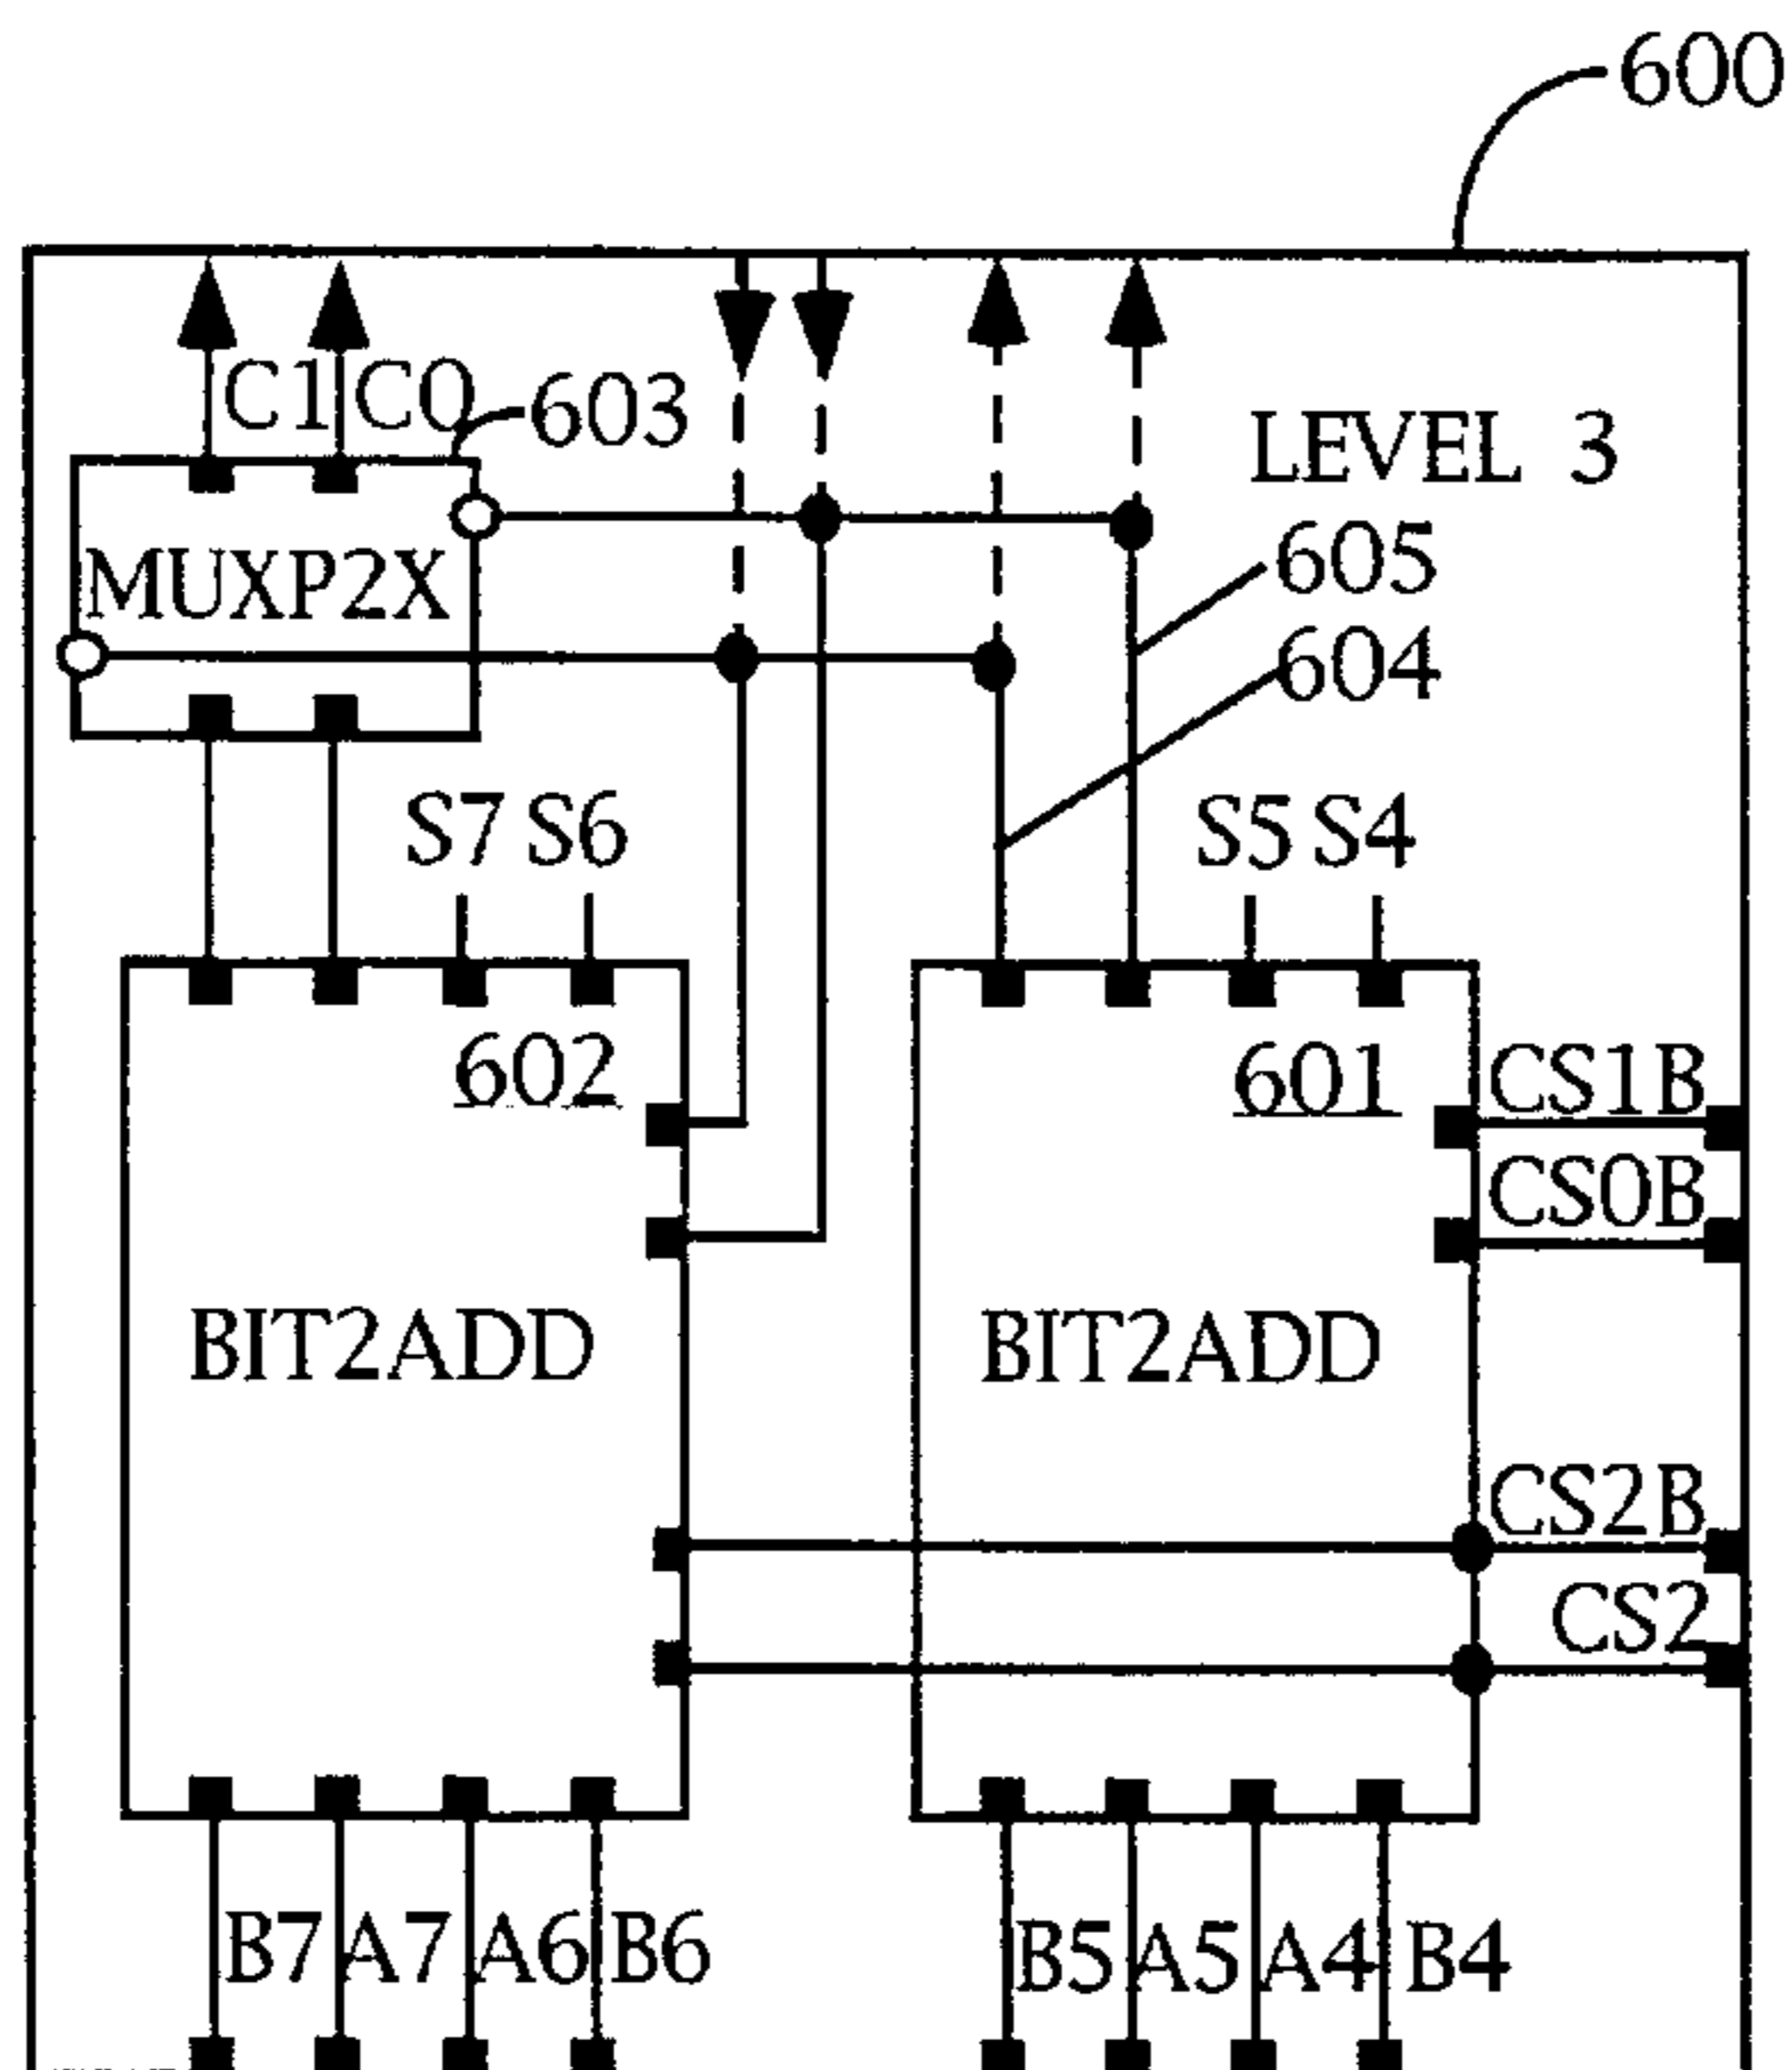 600
C1 C0 603
LEVEL 3
MUXP2X
605
604
S7 S6
S5 S4
602
601
CS1B
CS0B
BIT2ADD
BIT2ADD
CS2B
CS2
B7 A7 A6 B6
B5 A5 A4 B4